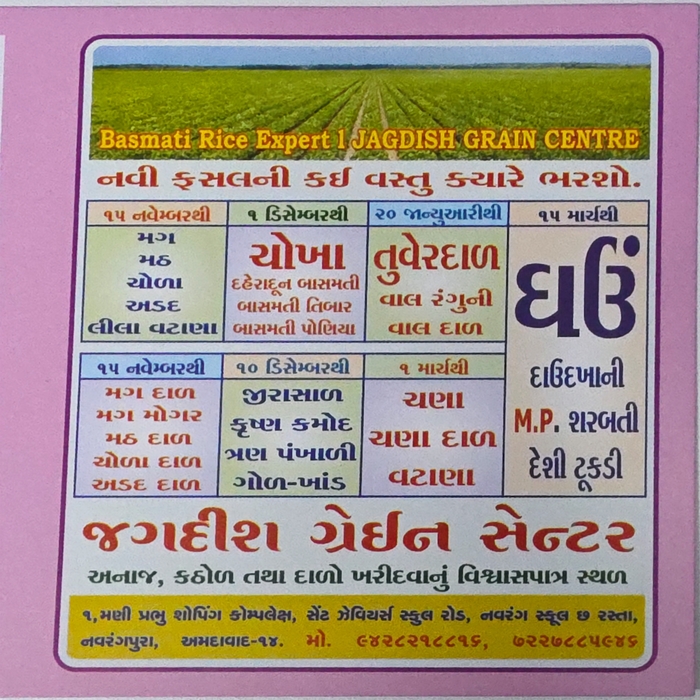 Basmati Rice Expert l JAGDISH GRAIN CENTRE
નવી ફસલની કઈ વસ્તુ ક્યારે ભરશો.
૧૫ નવેમ્બરથી
મગ
મઠ
ચોળા
અડદ
લીલા વટાણા
૧ ડિસેમ્બરથી
ચોખા
દહેરાદૂન બાસમતી
બાસમતી તિબાર
બાસમતી પોણિયા
૨૦ જાન્યુઆરીથી
તુવેરદાળ
વાલ રંગુની
વાલ દાળ
૧૫ માર્ચથી
ઘઉં
દાઉદખાની
M.P. શરબતી
દેશી ટૂકડી
૧૫ નવેમ્બરથી
મગ દાળ
મગ મોગર
મઠ દાળ
ચોળા દાળ
અડદ દાળ
૧૦ ડિસેમ્બરથી
જીરાસાળ
કૃષ્ણ કમોદ
ત્રણ પંખાળી
ગોળ-ખાંડ
૧ માર્ચથી
ચણા
ચણા દાળ
વટાણા
જગદીશ ગ્રેઈન સેન્ટર
અનાજ, કઠોળ તથા દાળો ખરીદવાનું વિશ્વાસપાત્ર સ્થળ
૧,મણી પ્રભુ શોપિંગ કોમ્પલેક્ષ, સેંટ ઝેવિયર્સ સ્કુલ રોડ, નવરંગ સ્કૂલ છ રસ્તા,
નવરંગપુરા, અમદાવાદ-૧૪. મો. ૯૪૨૮૨૧૮૮૧૬, ૭૨૨૭૮૮૫૯૪૬